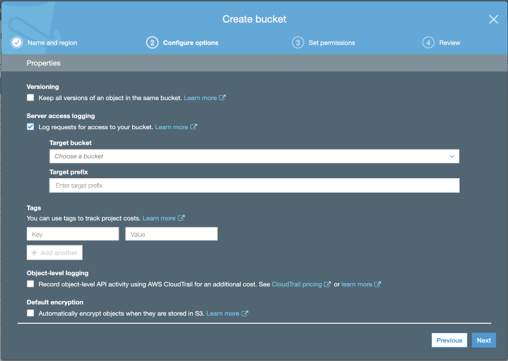 Create bucket
Name and region
2 Configure options
3 Set permissions
4 Review
Properties
Versioning
Keep all versions of an object in the same bucket. Learn more
Server access logging
Log requests for access to your bucket. Learn more
Target bucket
Choose a bucket
Target prefix
Enter target prefix
Tags
You can use tags to track project costs. Learn more
Key Value
+ Add another
Object-level logging
Record object-level API activity using AWS CloudTrail for an additional cost. See CloudTrail pricing or learn more
Default encryption
Automatically encrypt objects when they are stored in S3. Learn more
Previous Next